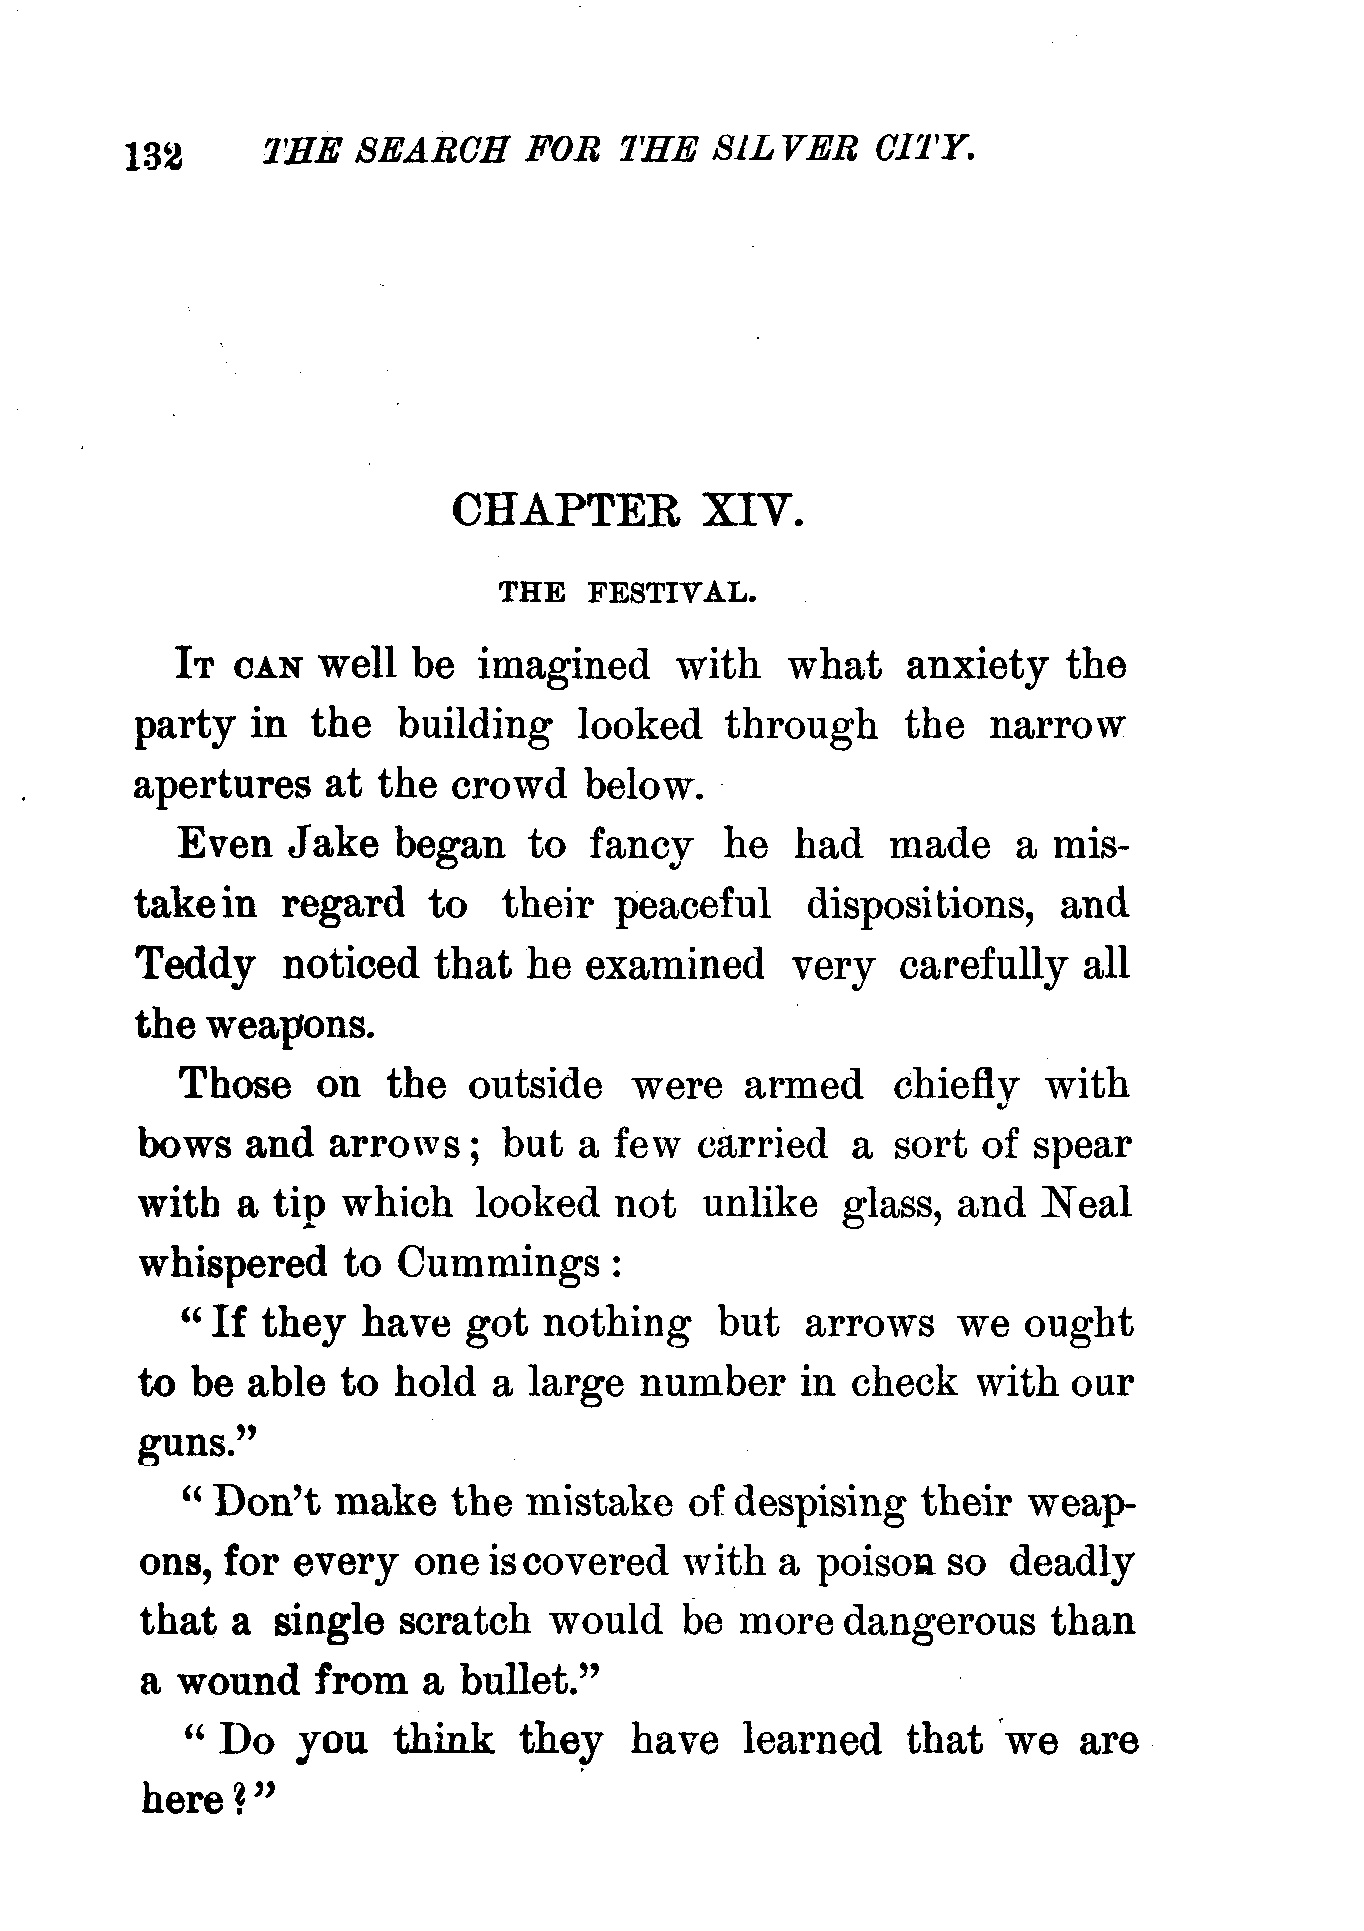 132 THE SEARCH FOR THE SILVER CITY.
CHAPTER XIV.
THE FESTIVAL.
IT CAN well be imagined with what anxiety the
party in the building looked through the narrow
apertures at the crowd below.
Even Jake began to fancy he had made a mis-
take in regard to their peaceful dispositions, and
Teddy noticed that he examined very carefully all
the weapons.
Those on the outside were armed chiefly with
bows and arrows; but a few carried a sort of spear
with a tip which looked not unlike glass, and Neal
whispered to Cummings:
"If they have got nothing but arrows we ought
to be able to hold a large number in check with our
guns."
"Don't make the mistake of despising their weap-
ons, for every one is covered with a poison so deadly
that a single scratch would be more dangerous than
a wound from a bullet."
"Do you think they have learned that we are
here?"